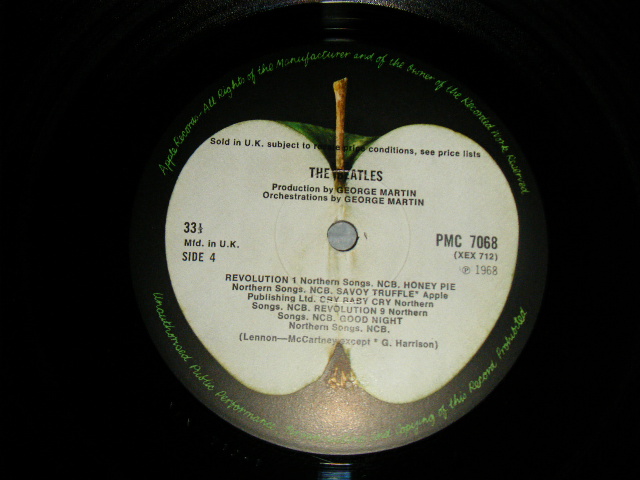 Apple Records - All Rights of the Manufacturer and of the Owner of the Recorded Work Reserved
Sold in U.K. subject to resale price conditions, see price lists
THE BEATLES
Production by GEORGE MARTIN
Orchestrations by GEORGE MARTIN
33⅓
Mfd. in U.K.
SIDE 4
PMC 7068
(XEX 712)
℗ 1968
REVOLUTION 1 Northern Songs. NCB. HONEY PIE
Northern Songs. NCB. SAVOY TRUFFLE* Apple
Publishing Ltd. CRY BABY CRY Northern
Songs. NCB. REVOLUTION 9 Northern
Songs. NCB. GOOD NIGHT
Northern Songs. NCB.
(Lennon—McCartney except * G. Harrison)
Unauthorised Public Performance, and Copying of this Record Prohibited